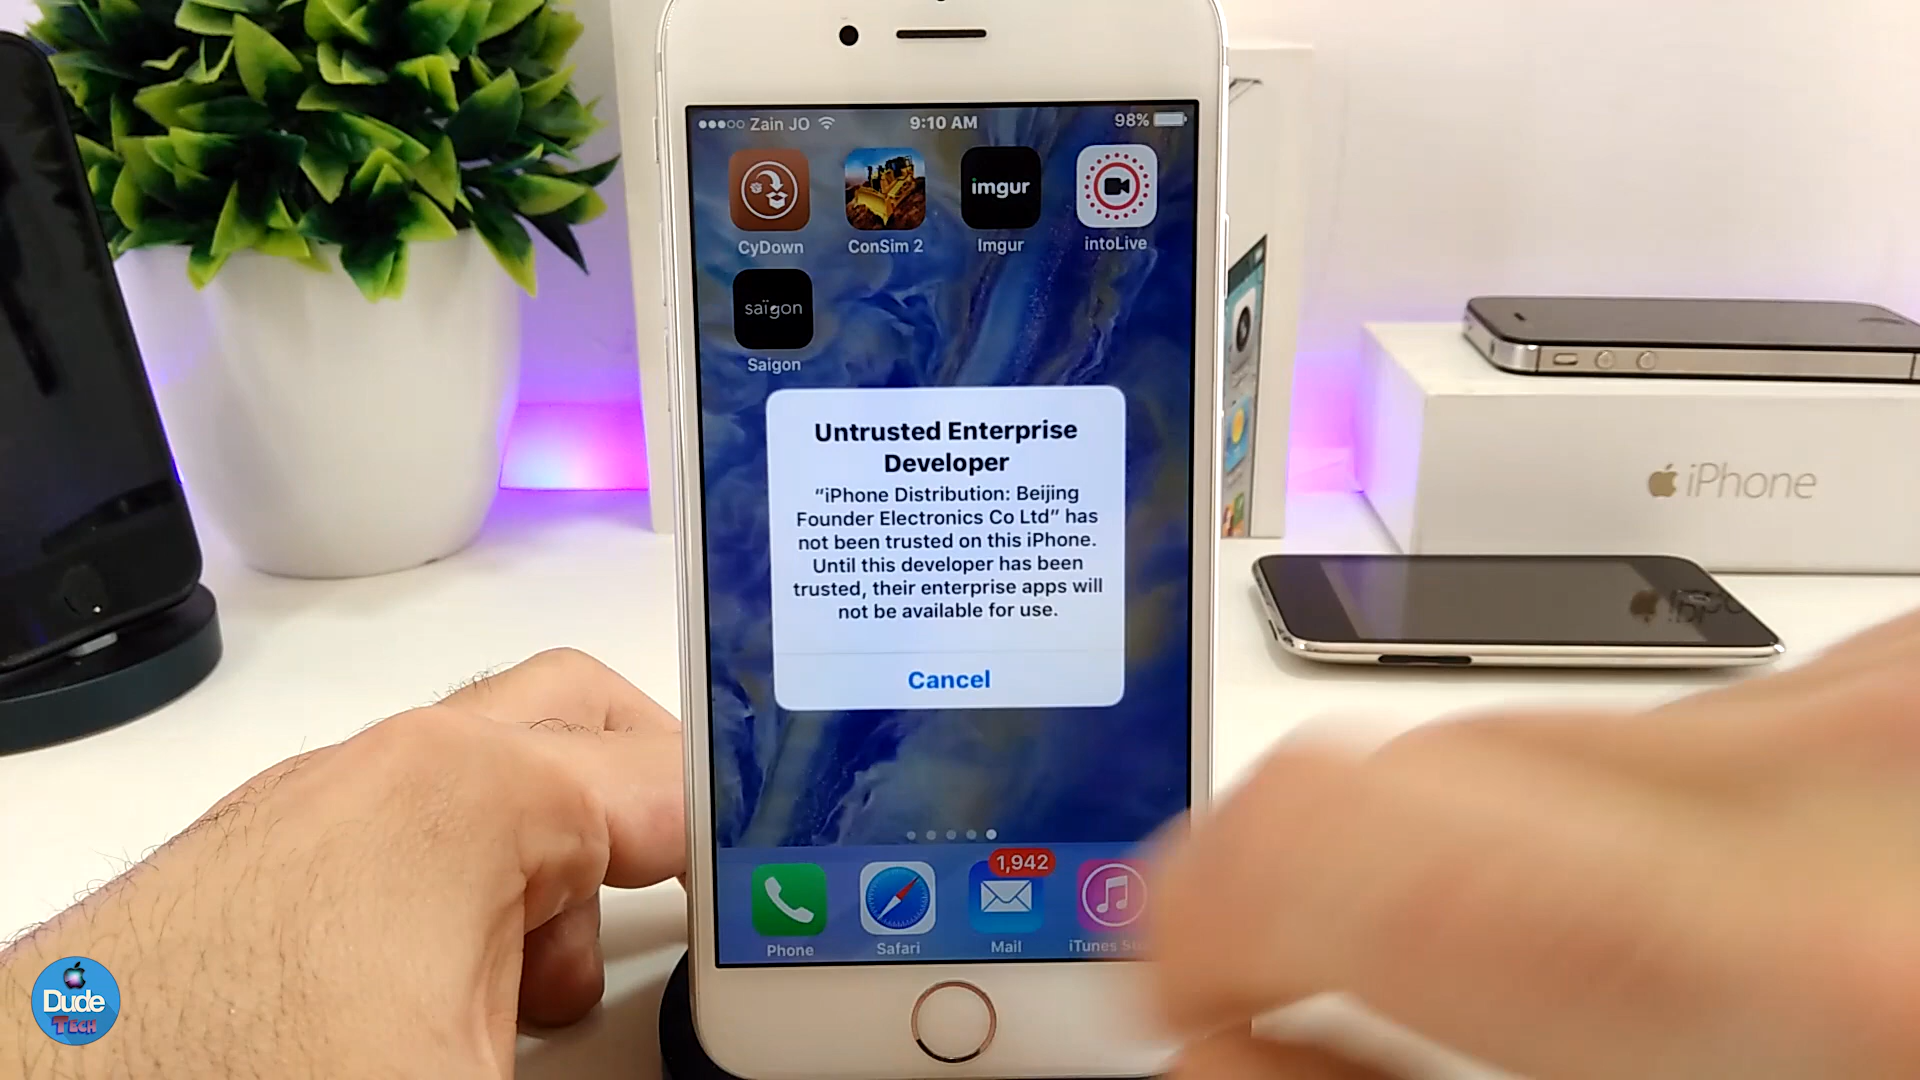 Zain JO
9:10 AM
98%
imgur
CyDown
ConSim 2
Imgur
intoLive
saïgon
Saigon
Untrusted Enterprise
Developer
“iPhone Distribution: Beijing
Founder Electronics Co Ltd” has
not been trusted on this iPhone.
Until this developer has been
trusted, their enterprise apps will
not be available for use.
Cancel
1,942
Phone
Safari
Mail
iTunes
iPhone
Dude
TECH